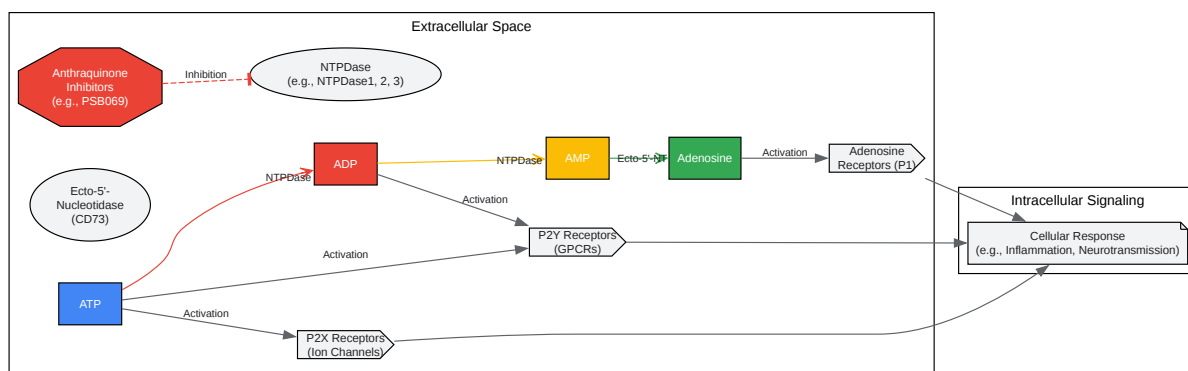 Extracellular Space
Anthraquinone
Inhibitors
(e.g., PSB069)
Inhibition
NTPDase
(e.g., NTPDase1, 2, 3)
Ecto-5'-
Nucleotidase
(CD73)
NTPDase
ADP
NTPDase
AMP
Ecto-5'-NT
Adenosine
Activation
Adenosine
Receptors (P1)
Activation
P2Y Receptors
(GPCRs)
Activation
ATP
Activation
P2X Receptors
(Ion Channels)
Intracellular Signaling
Cellular Response
(e.g., Inflammation, Neurotransmission)